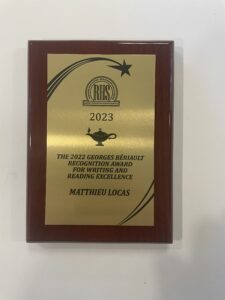 RHS
2023
THE 2022 GEORGES BÉRIAULT
RECOGNITION AWARD
FOR WRITING AND
READING EXCELLENCE
MATTHIEU LOCAS